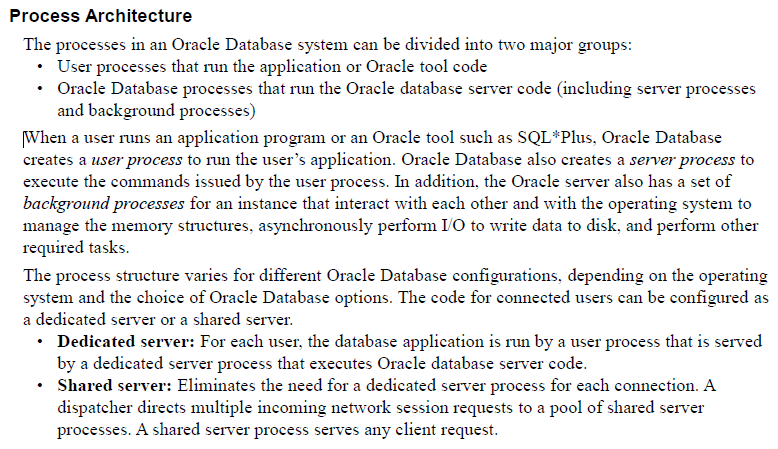 Process Architecture
The processes in an Oracle Database system can be divided into two major groups:
• User processes that run the application or Oracle tool code
• Oracle Database processes that run the Oracle database server code (including server processes
and background processes)
When a user runs an application program or an Oracle tool such as SQL*Plus, Oracle Database
creates a user process to run the user’s application. Oracle Database also creates a server process to
execute the commands issued by the user process. In addition, the Oracle server also has a set of
background processes for an instance that interact with each other and with the operating system to
manage the memory structures, asynchronously perform I/O to write data to disk, and perform other
required tasks.
The process structure varies for different Oracle Database configurations, depending on the operating
system and the choice of Oracle Database options. The code for connected users can be configured as
a dedicated server or a shared server.
• Dedicated server: For each user, the database application is run by a user process that is served
by a dedicated server process that executes Oracle database server code.
• Shared server: Eliminates the need for a dedicated server process for each connection. A
dispatcher directs multiple incoming network session requests to a pool of shared server
processes. A shared server process serves any client request.